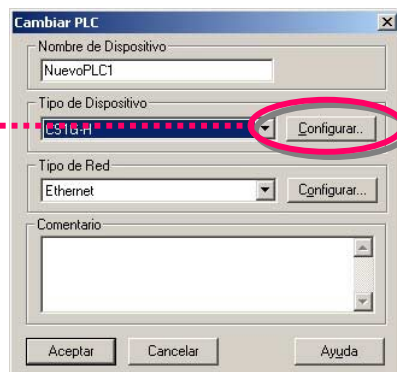 Cambiar PLC
Nombre de Dispositivo
NuevoPLC1
Tipo de Dispositivo
CS1G-H
Configurar..
Tipo de Red
Ethernet
Configurar...
Comentario
Aceptar
Cancelar
Ayuda